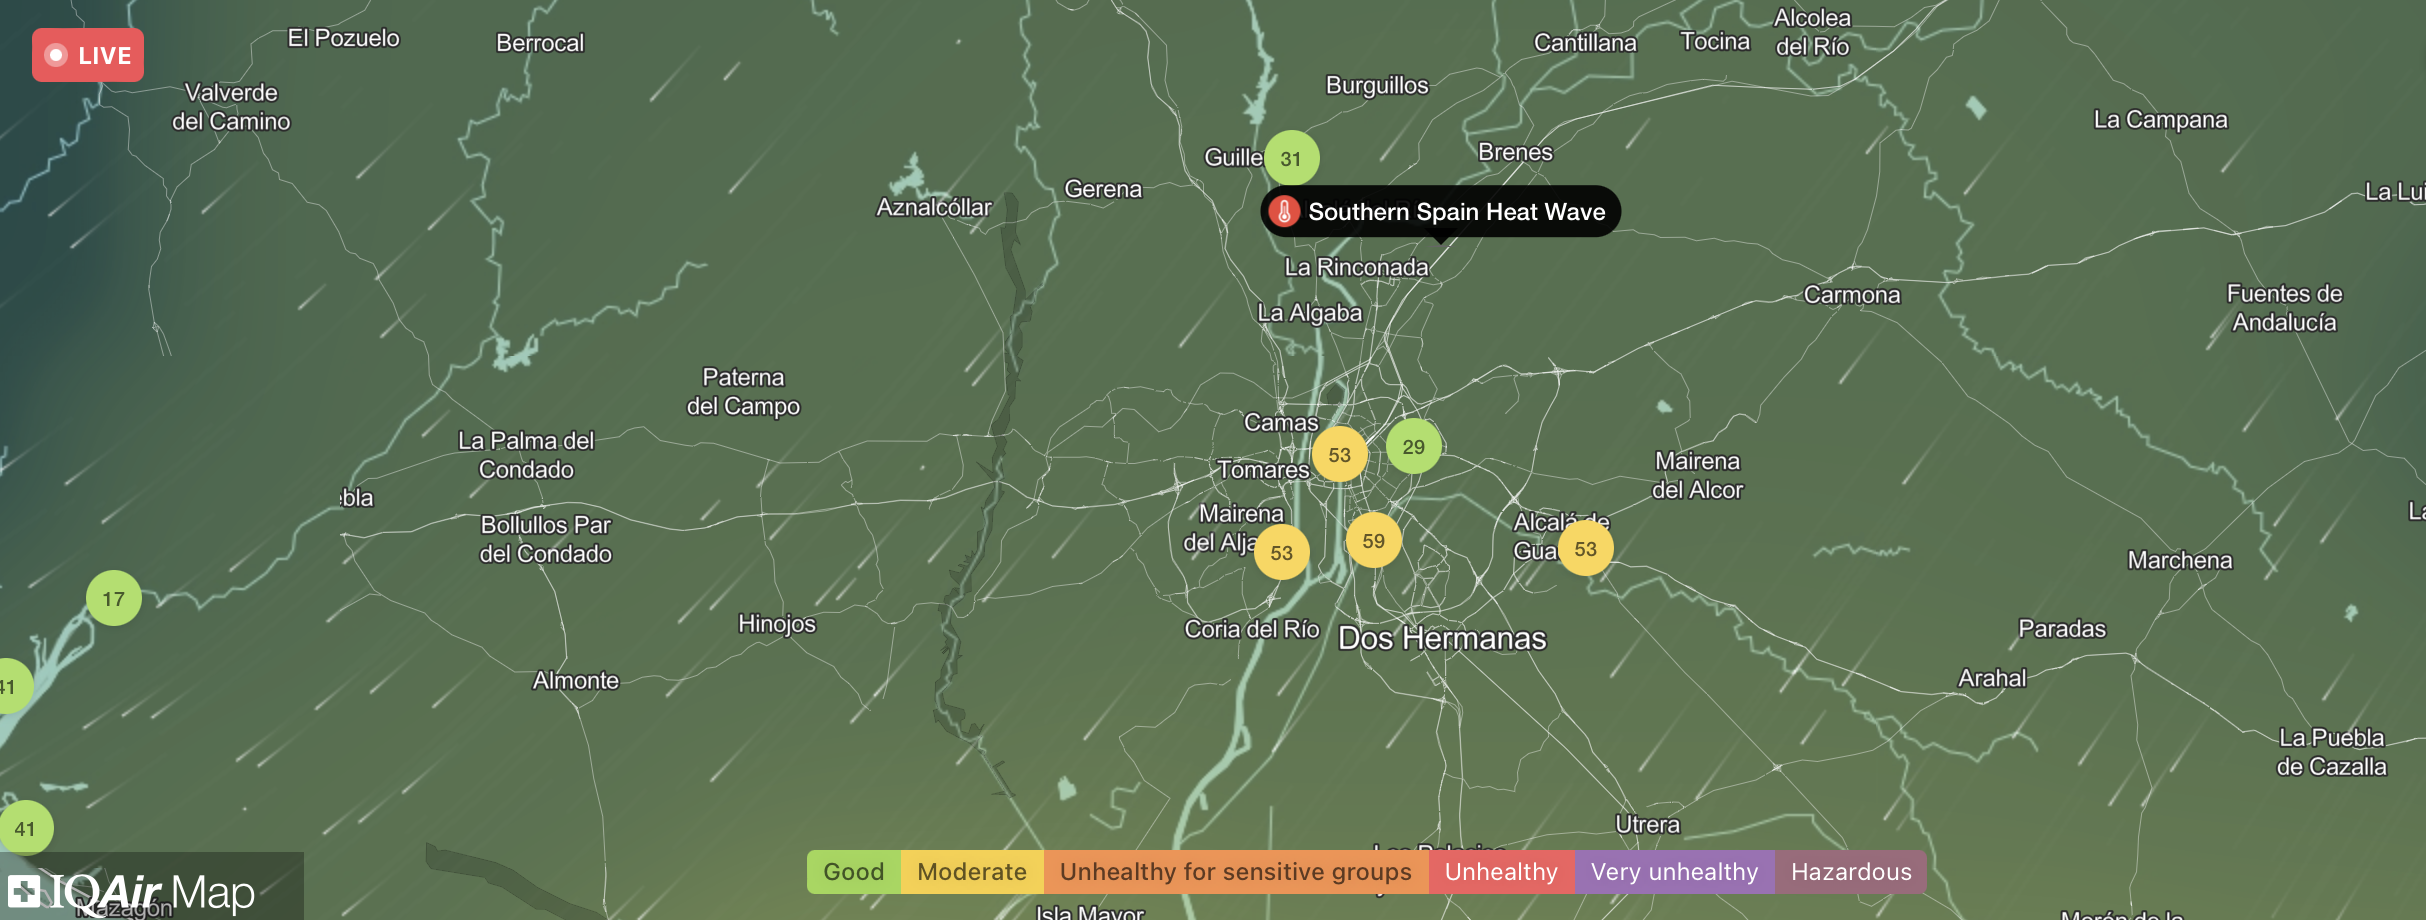 LIVE
El Pozuelo
Berrocal
Cantillana
Tocina
Alcolea
del Río
Valverde
del Camino
Burguillos
La Campana
Guille
31
Brenes
Gerena
Aznalcóllar
Southern Spain Heat Wave
La Rinconada
La Algaba
Carmona
Fuentes de
Andalucía
Paterna
del Campo
Camas
53
29
La Palma del
Condado
Tomares
Mairena
del Alcor
Bollullos Par
del Condado
Mairena
del Alja
53
59
Alcalá de
Gua
53
Marchena
17
Hinojos
Coria del Río
Dos Hermanas
Paradas
41
Almonte
Arahal
La Puebla
de Cazalla
41
Utrera
Good
Moderate
Unhealthy for sensitive groups
Unhealthy
Very unhealthy
Hazardous
IQAir Map
Mazagón
Isla Mayor